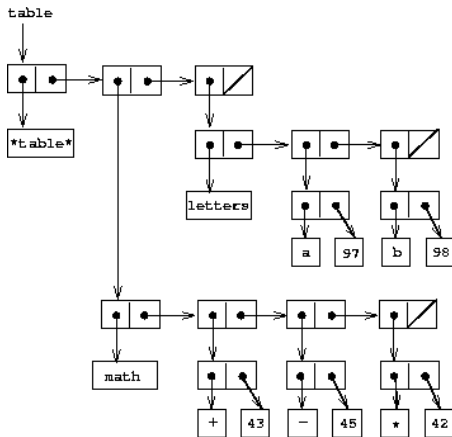 table
*table*
letters
a 97 b 98
math
+ 43 - 45 * 42